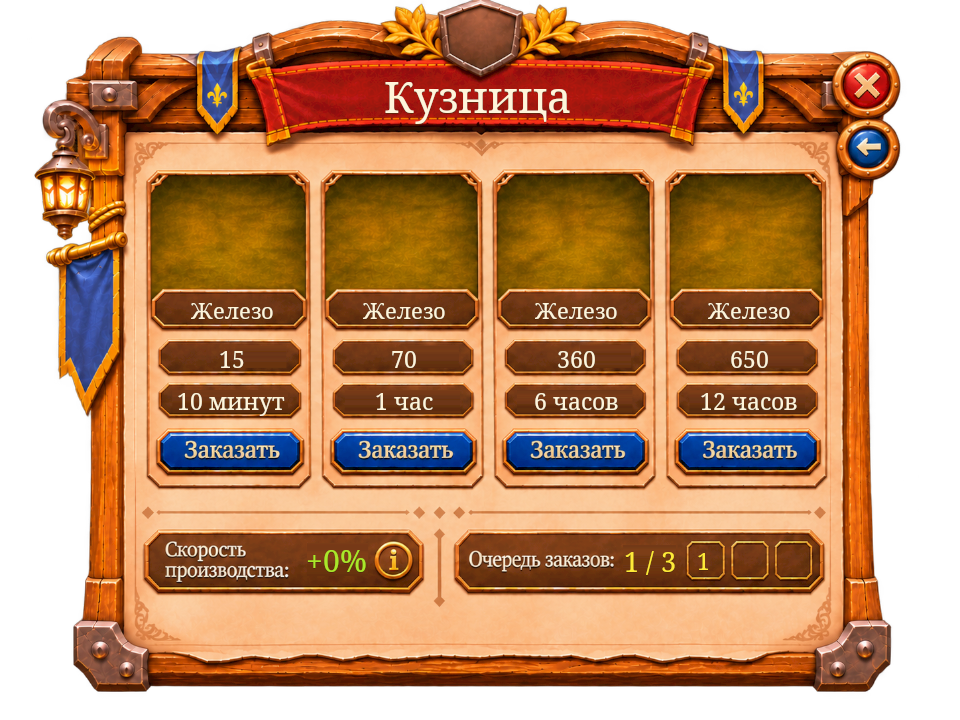 Кузница
Железо
Железо
Железо
Железо
15
70
360
650
10 минут
1 час
6 часов
12 часов
Заказать
Заказать
Заказать
Заказать
Скорость
производства:
+0%
i
Очередь заказов:
1 / 3
1